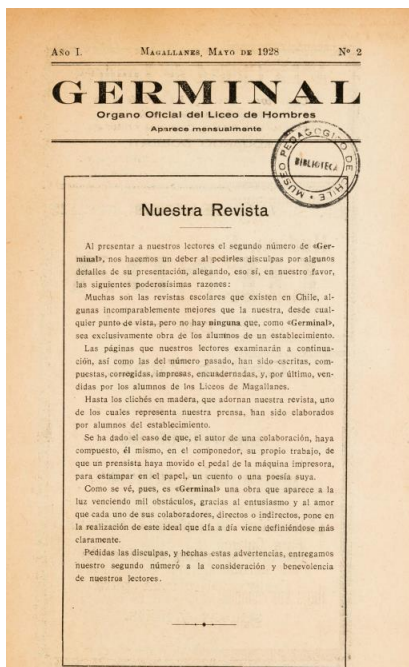 Año I. Magallanes, Mayo de 1928 Nº 2
GERMINAL
Organo Oficial del Liceo de Hombres
Aparece mensualmente
MUSEO PEDAGOGICO DE CHILE
BIBLIOTECA
Nuestra Revista
Al presentar a nuestros lectores el segundo número de «Ger-
minal», nos hacemos un deber al pedirles disculpas por algunos
detalles de su presentación, alegando, eso sí, en nuestro favor,
las siguientes poderosísimas razones:
Muchas son las revistas escolares que existen en Chile, al-
gunas incomparablemente mejores que la nuestra, desde cual-
quier punto de vista, pero no hay ninguna que, como «Germinal»,
sea exclusivamente obra de los alumnos de un establecimiento.
Las páginas que nuestros lectores examinarán a continua-
ción, así como las del número pasado, han sido escritas, com-
puestas, corregidas, impresas, encuadernadas, y, por último, ven-
didas por los alumnos de los Liceos de Magallanes.
Hasta los clichés en madera, que adornan nuestra revista, uno
de los cuales representa nuestra prensa, han sido elaborados
por alumnos del establecimiento.
Se ha dado el caso de que, el autor de una colaboración, haya
compuesto, él mismo, en el componedor, su propio trabajo, de
que un prensista haya movido el pedal de la máquina impresora,
para estampar en el papel, un cuento o una poesía suya.
Como se vé, pues, es «Germinal» una obra que aparece a la
luz venciendo mil obstáculos, gracias al entusiasmo y al amor
que cada uno de sus colaboradores, directos o indirectos, pone en
la realización de este ideal que día a día viene definiéndose más
claramente.
Pedidas las disculpas, y hechas estas advertencias, entregamos
nuestro segundo número a la consideración y benevolencia
de nuestros lectores.